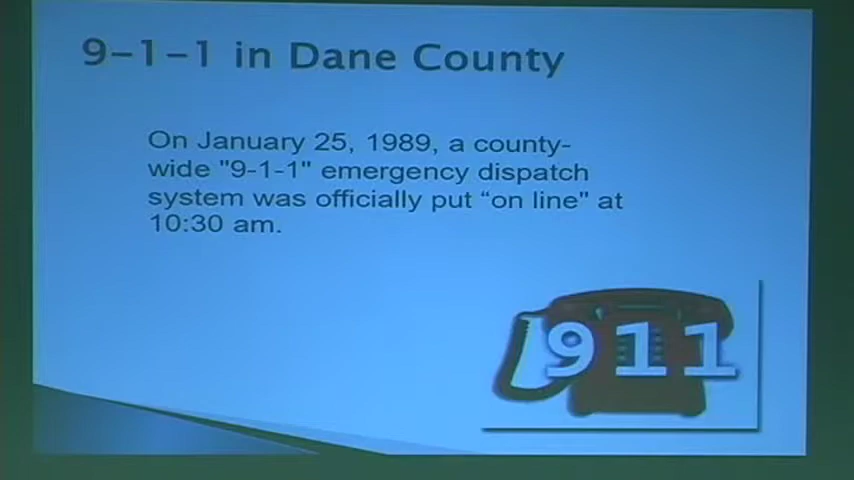 9-1-1 in Dane County
On January 25, 1989, a county-
wide "9-1-1" emergency dispatch
system was officially put “on line" at
10:30 am.
911